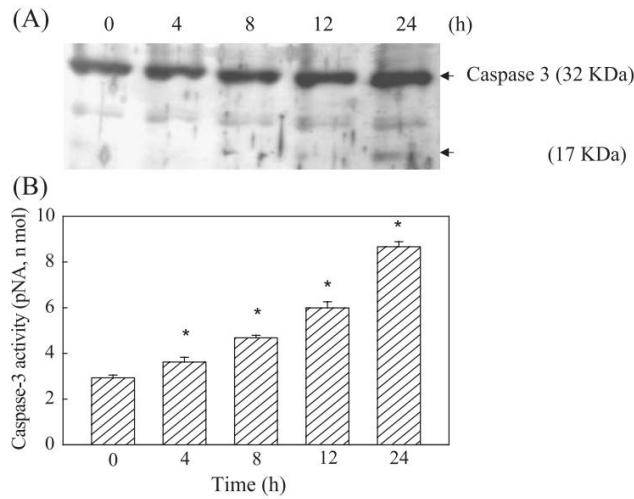 (A)
0 4 8 12 24 (h)
Caspase 3 (32 KDa)
(17 KDa)
(B)
10
8
6
4
2
0
Caspase-3 activity (pNA, n mol)
* * * *
0 4 8 12 24
Time (h)